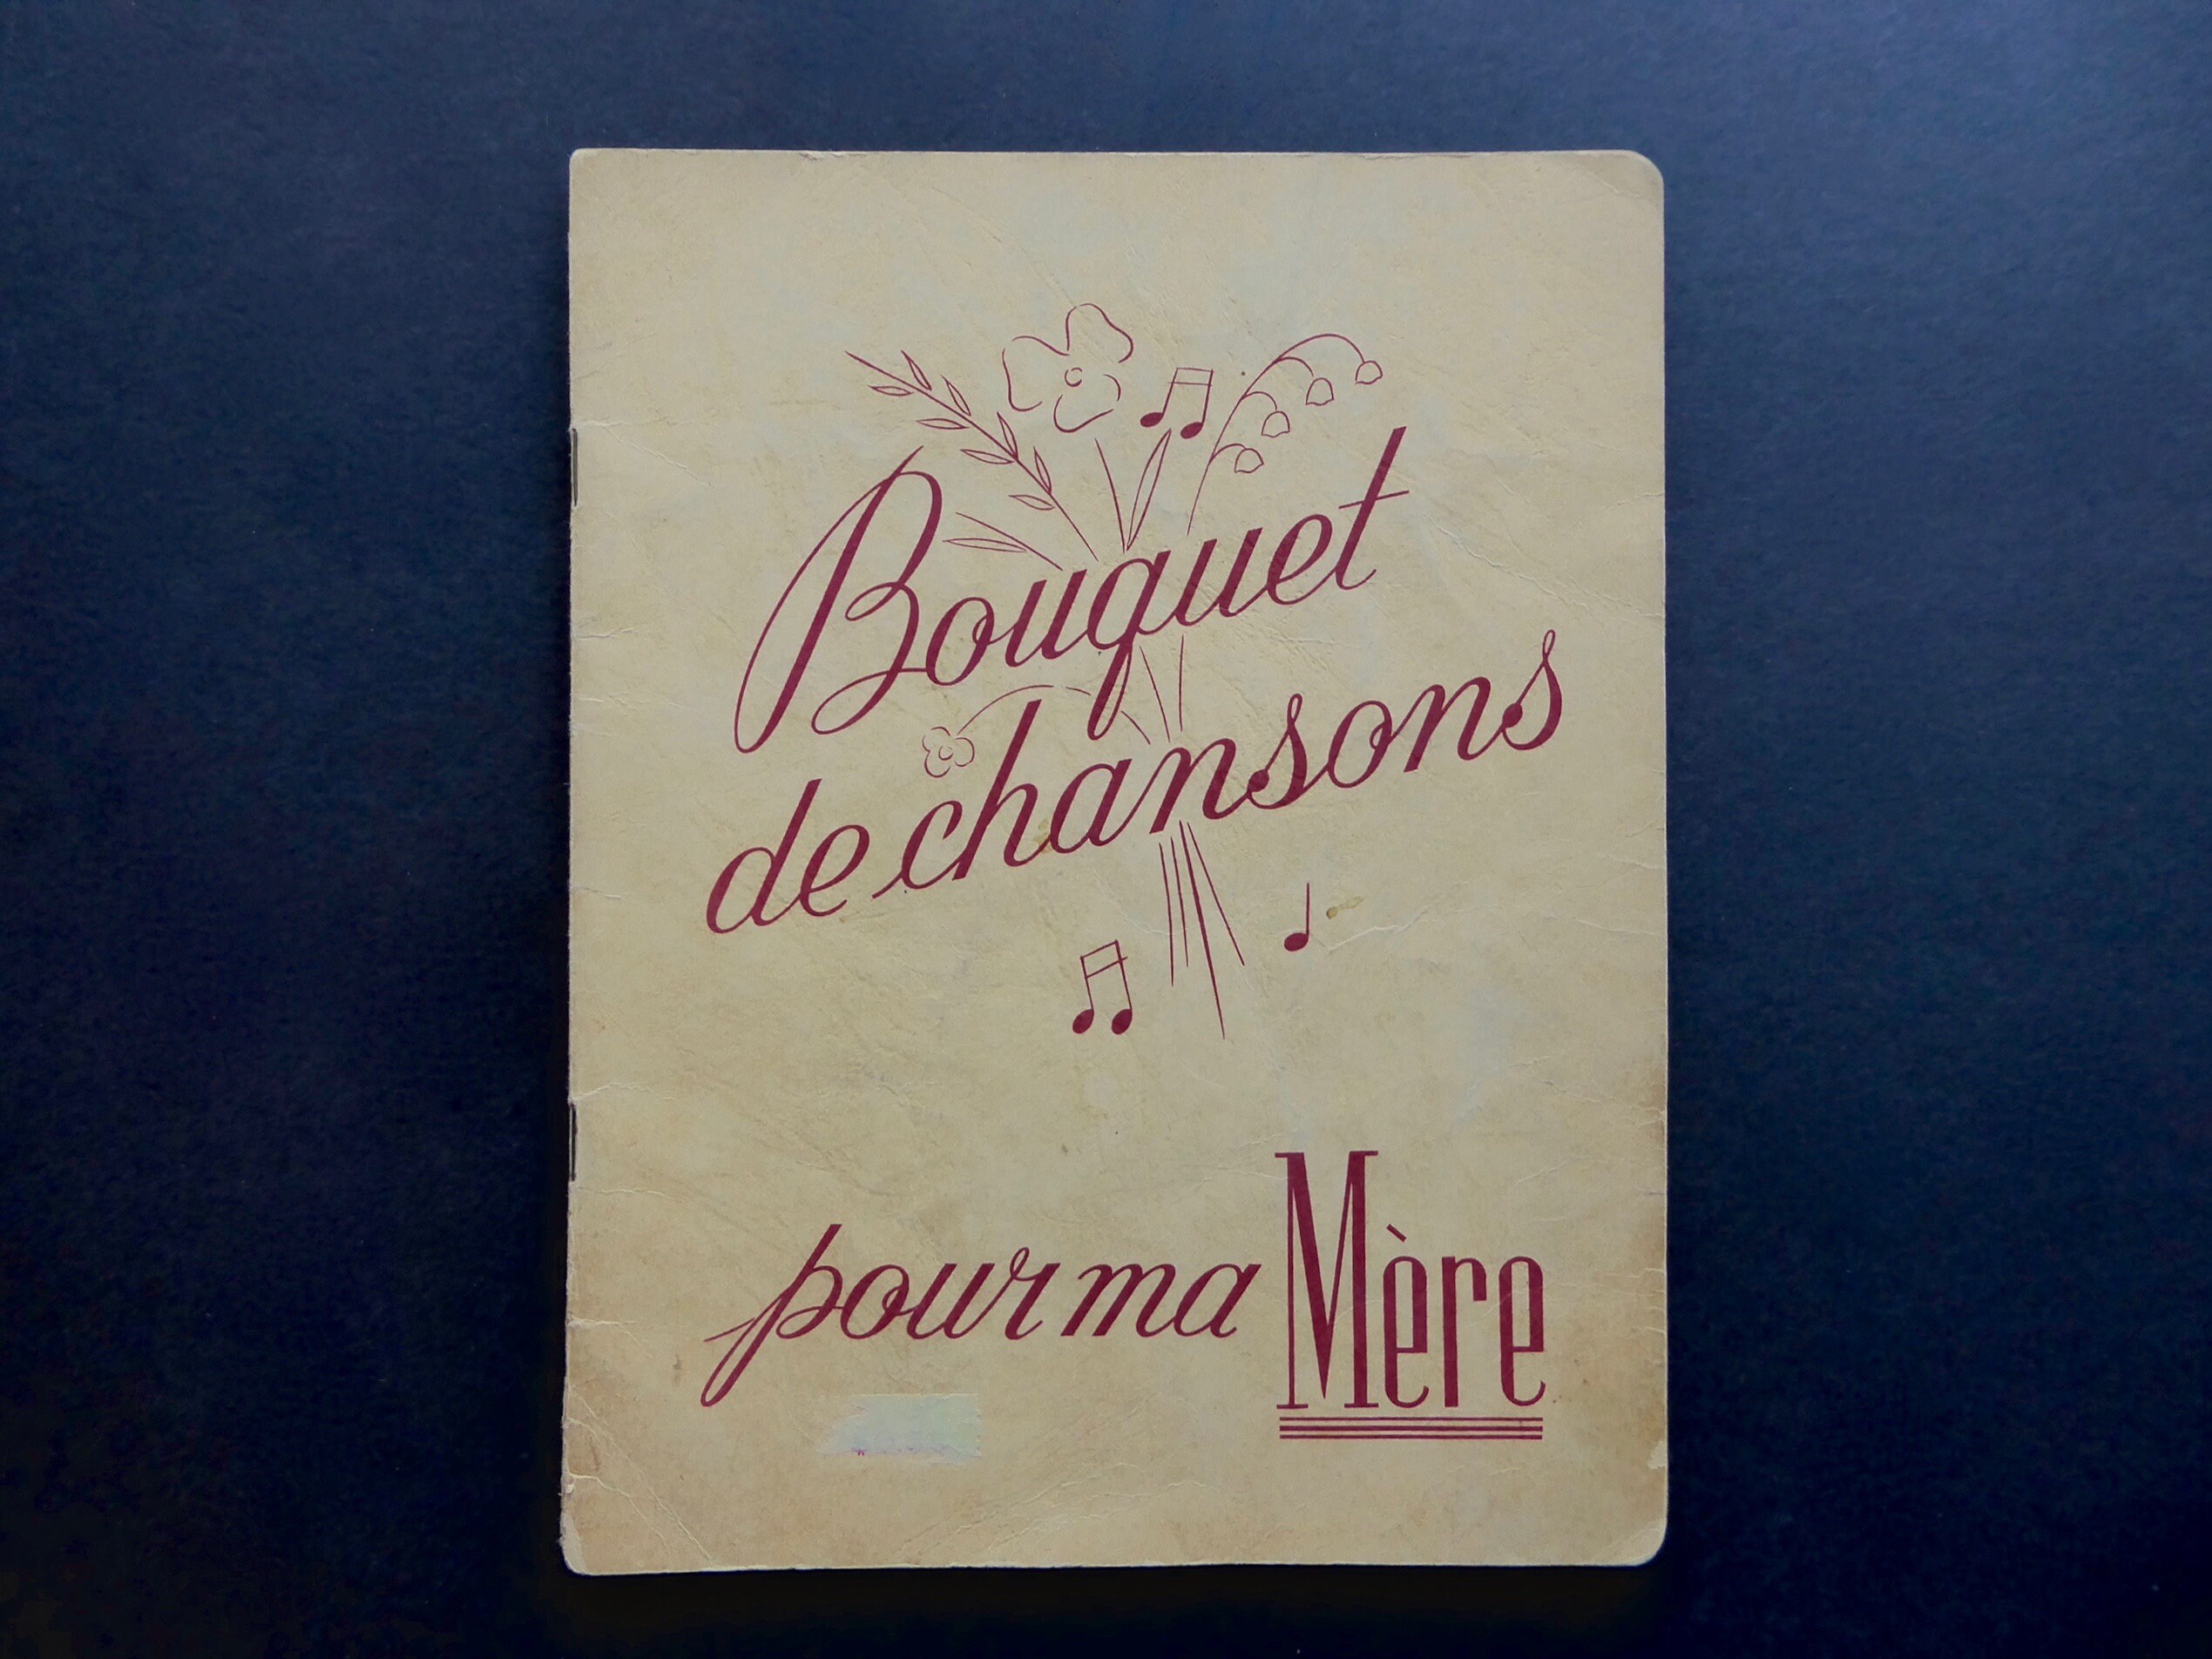 Bouquet
de chansons
pour ma Mère